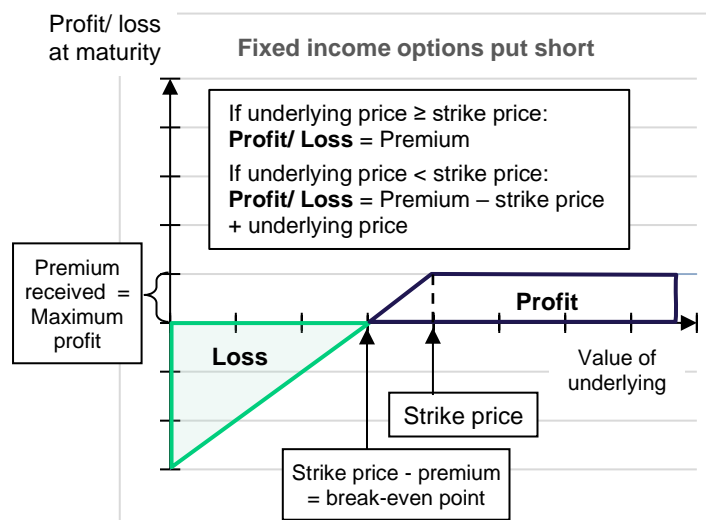 Profit/ loss
at maturity
Fixed income options put short
If underlying price ≥ strike price:
Profit/ Loss = Premium
If underlying price < strike price:
Profit/ Loss = Premium – strike price
+ underlying price
Premium
received =
Maximum
profit
Profit
Loss
Value of
underlying
Strike price
Strike price - premium
= break-even point